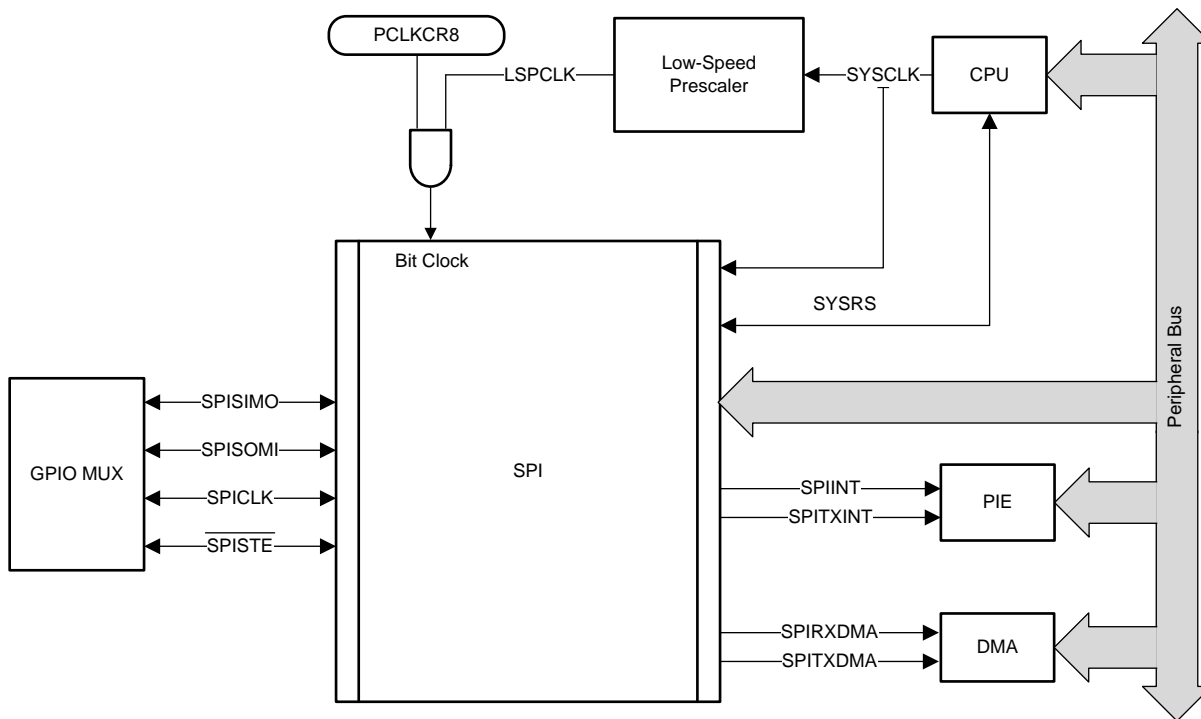 PCLKCR8
LSPCLK
Low-Speed
Prescaler
SYSCLK
CPU
Bit Clock
SYSRS
Peripheral Bus
GPIO MUX
SPISIMO
SPISOMI
SPICLK
SPISTE
SPI
SPIINT
SPITXINT
PIE
SPIRXDMA
SPITXDMA
DMA